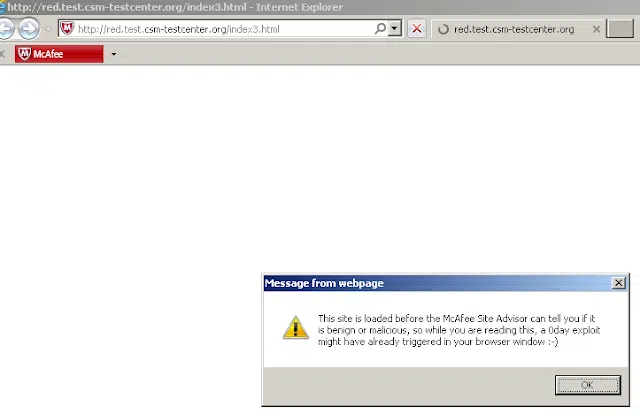 http://red.test.csm-testcenter.org/index3.html - Internet Explorer
http://red.test.csm-testcenter.org/index3.html
red.test.csm-testcenter.org
McAfee
Message from webpage
This site is loaded before the McAfee Site Advisor can tell you if it
is benign or malicious, so while you are reading this, a 0day exploit
might have already triggered in your browser window :-)
OK